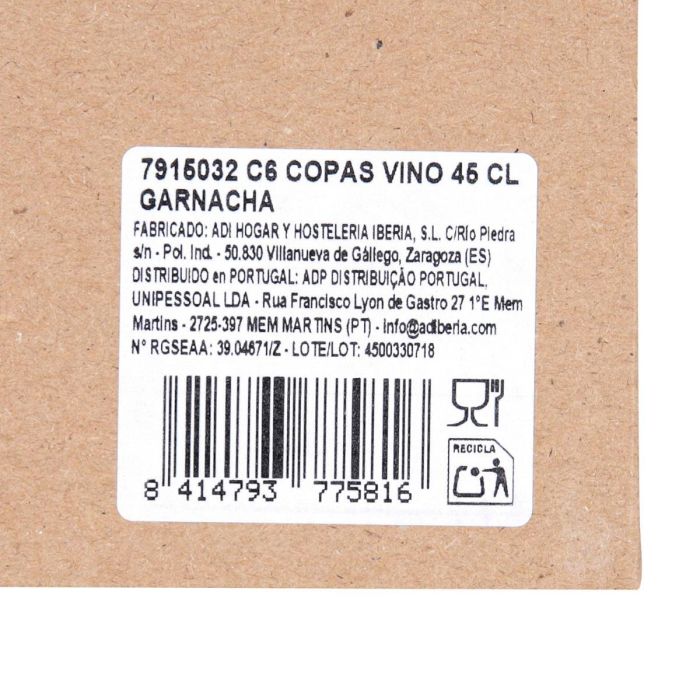 7915032 C6 COPAS VINO 45 CL
GARNACHA
FABRICADO: ADI HOGAR Y HOSTELERIA IBERIA, S.L. C/Río Piedra
s/n - Pol. Ind. - 50.830 Villanueva de Gállego, Zaragoza (ES)
DISTRIBUIDO en PORTUGAL: ADP DISTRIBUIÇÃO PORTUGAL,
UNIPESSOAL LDA - Rua Francisco Lyon de Gastro 27 1°E Mem
Martins - 2725-397 MEM MARTINS (PT) - info@adiberia.com
N° RGSEAA: 39.04671/Z - LOTE/LOT: 4500330718
RECICLA
8 414793 775816